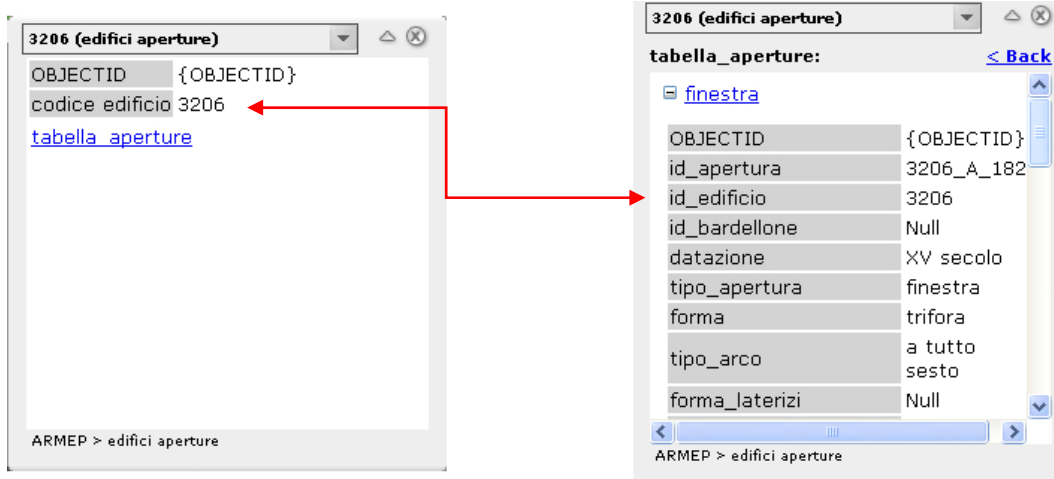 3206 (edifici aperture)
OBJECTID {OBJECTID}
codice edificio 3206
tabella_aperture
ARMEP > edifici aperture
3206 (edifici aperture)
tabella_aperture: < Back
finestra
OBJECTID {OBJECTID}
id_apertura 3206_A_182
id_edificio 3206
id_bardellone Null
datazione XV secolo
tipo_apertura finestra
forma trifora
tipo_arco a tutto
sesto
forma_laterizi Null
ARMEP > edifici aperture